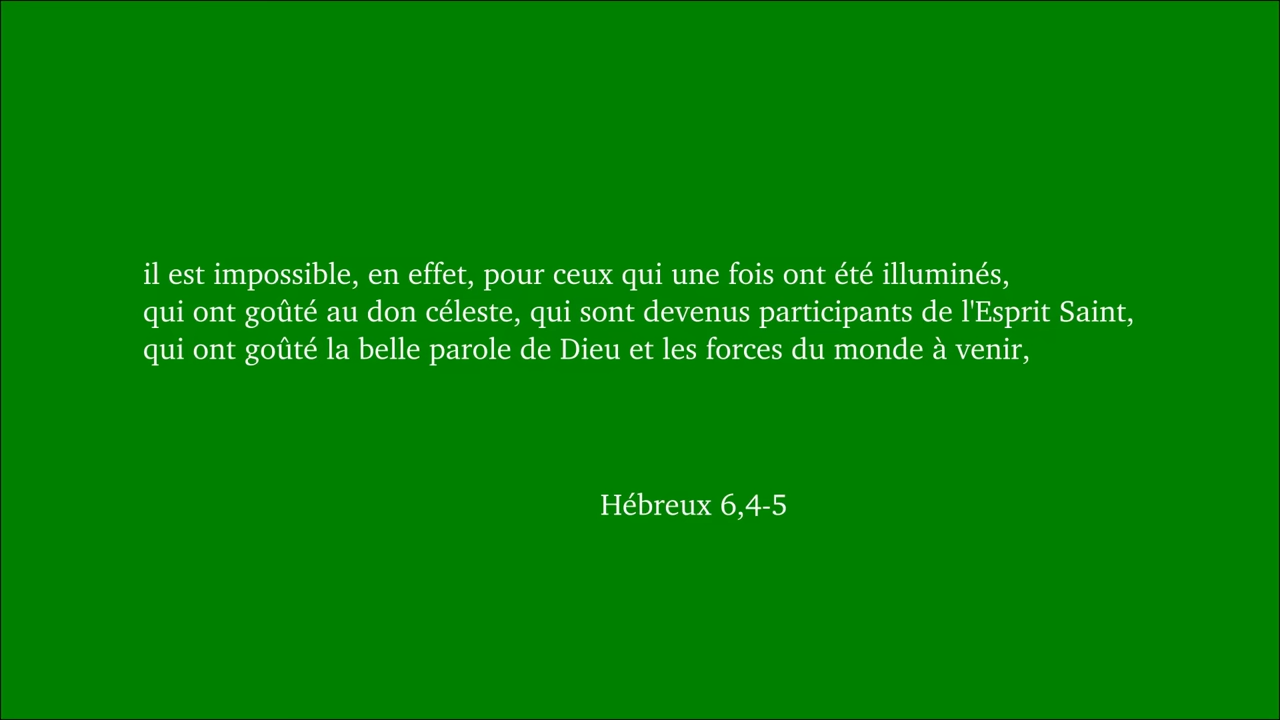 il est impossible, en effet, pour ceux qui une fois ont été illuminés,
qui ont goûté au don céleste, qui sont devenus participants de l'Esprit Saint,
qui ont goûté la belle parole de Dieu et les forces du monde à venir,
Hébreux 6,4-5